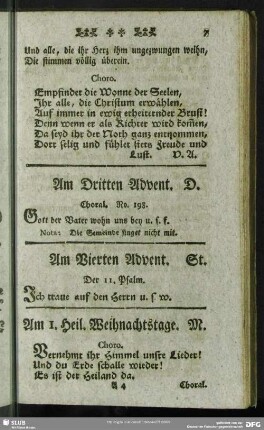 7
Und alle, die ihr Herz ihm ungezwungen weihn,
Die stimmen völlig überein.
Choro.
Empfindet die Wonne der Seelen,
Ihr alle, die Christum erwählen,
Auf immer in ewig erheiternder Brust!
Denn wenn er als Richter wird kom̃en,
Da seyd ihr der Noth ganz entnommen,
Dort selig und fühlet stets Freude und
Lust. V. A.
Am Dritten Advent. D.
Choral. No. 198.
Gott der Vater wohn uns bey u. s. f.
Nota: Die Gemeinde singet nicht mit.
Am Vierten Advent. St.
Der 11. Psalm.
Ich traue auf den Herrn u. s w.
Am 1. Heil. Weihnachtstage. M.
Choro.
Vernehmt ihr Himmel unsre Lieder!
Und du Erde schalle wieder!
Es ist der Heiland da,
A 4 Choral.
SLUB
DFG